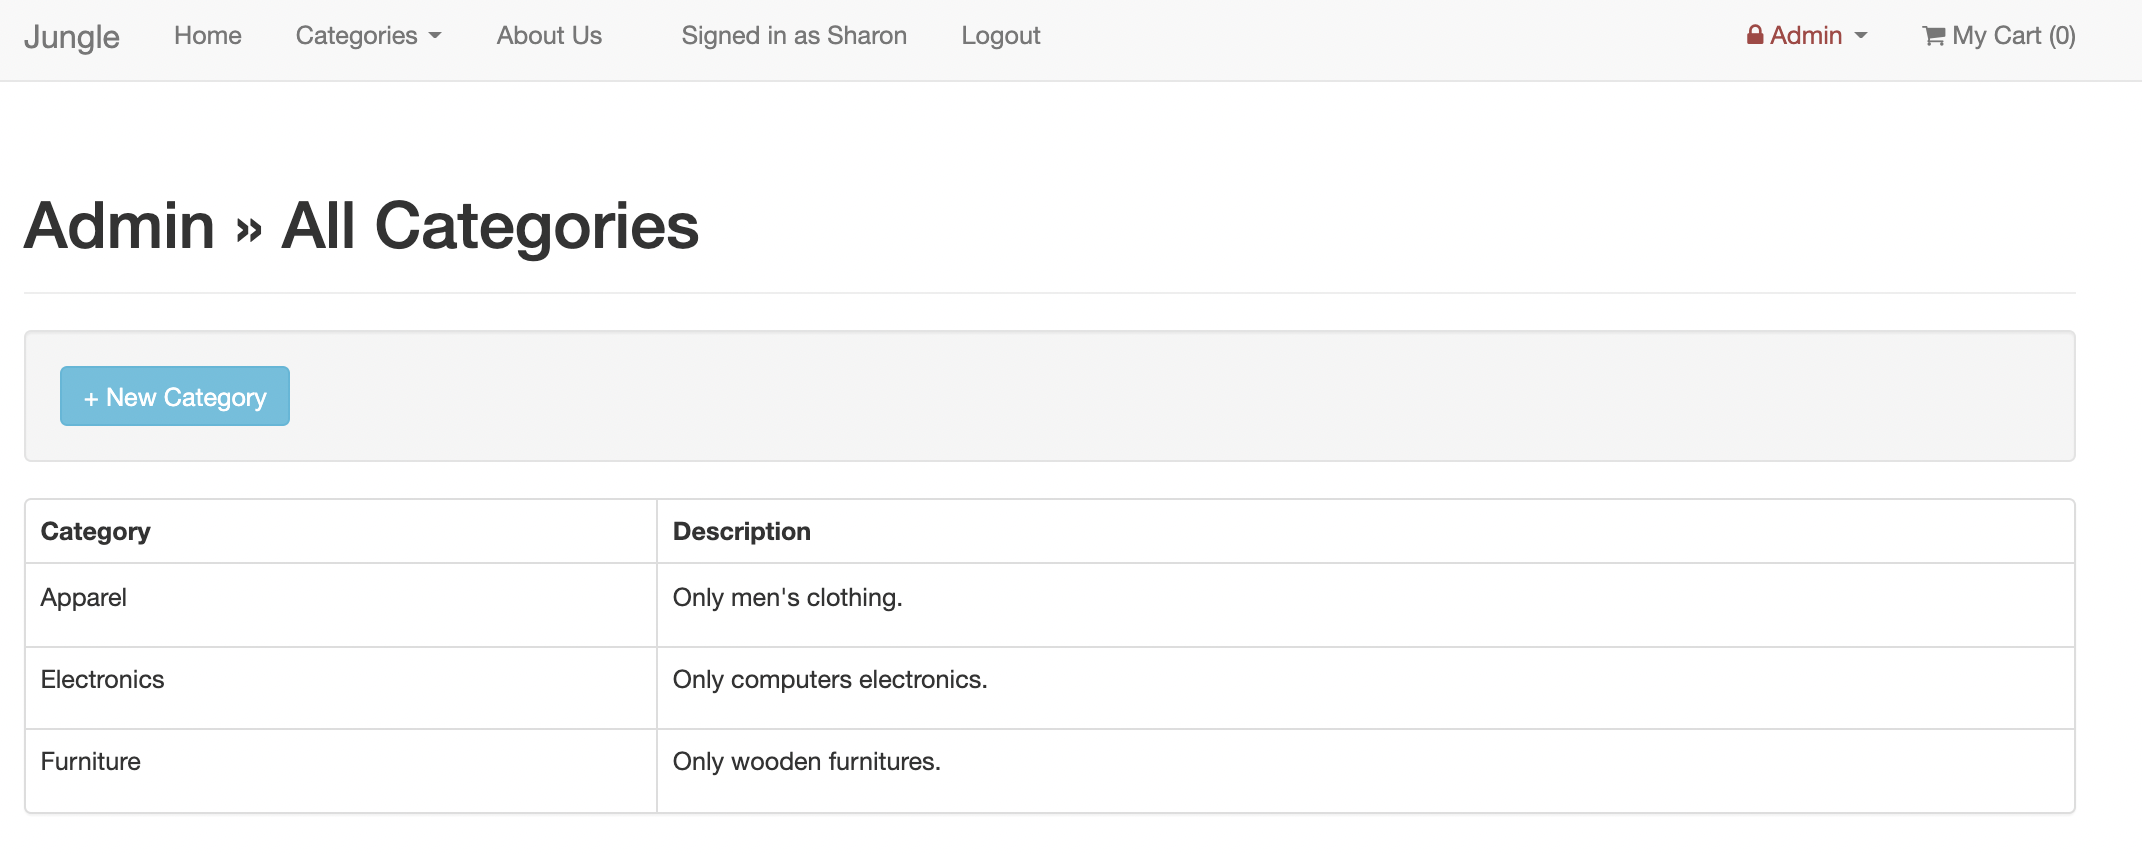 Jungle Home Categories About Us Signed in as Sharon Logout Admin My Cart (0)
Admin » All Categories
+ New Category
Category Description
Apparel Only men's clothing.
Electronics Only computers electronics.
Furniture Only wooden furnitures.